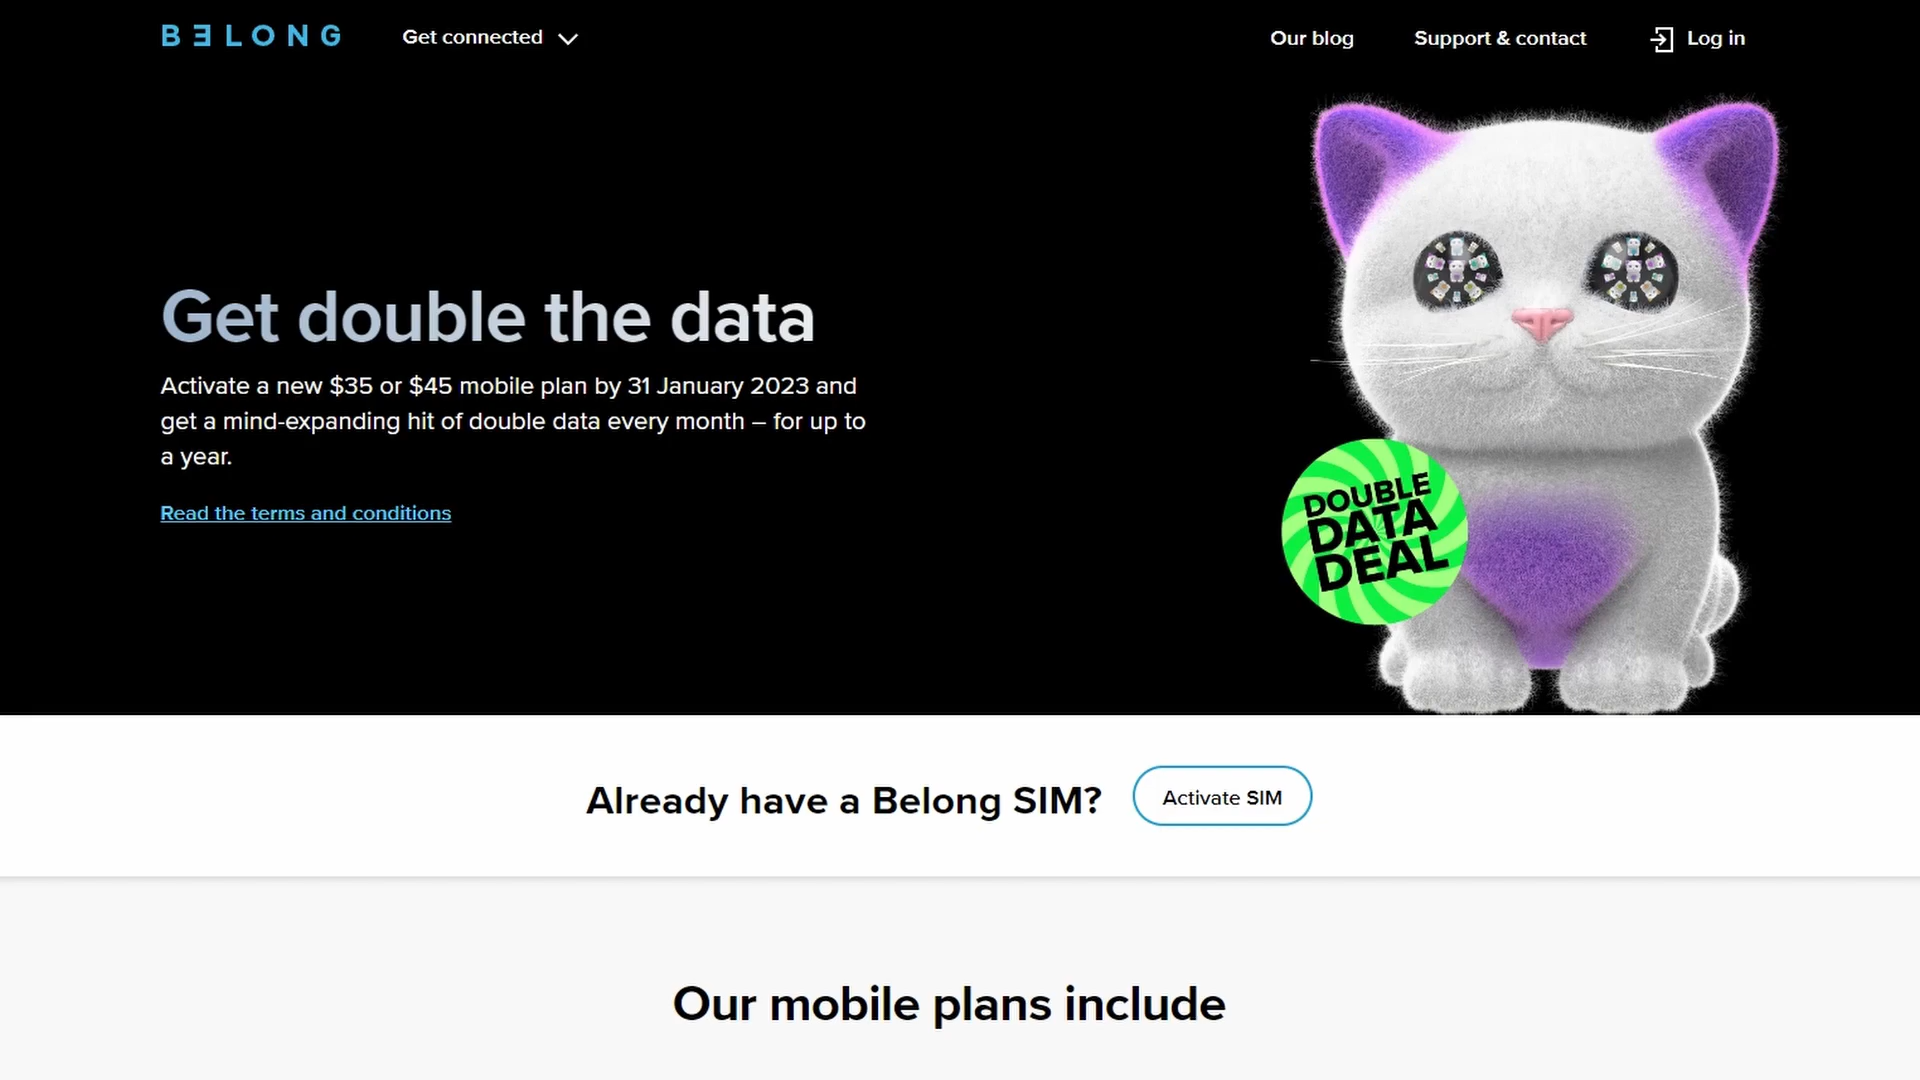 BƎLONG
Get connected
Our blog
Support & contact
Log in
Get double the data
Activate a new $35 or $45 mobile plan by 31 January 2023 and
get a mind-expanding hit of double data every month – for up to
a year.
Read the terms and conditions
DOUBLE
DATA
DEAL
Already have a Belong SIM?
Activate SIM
Our mobile plans include